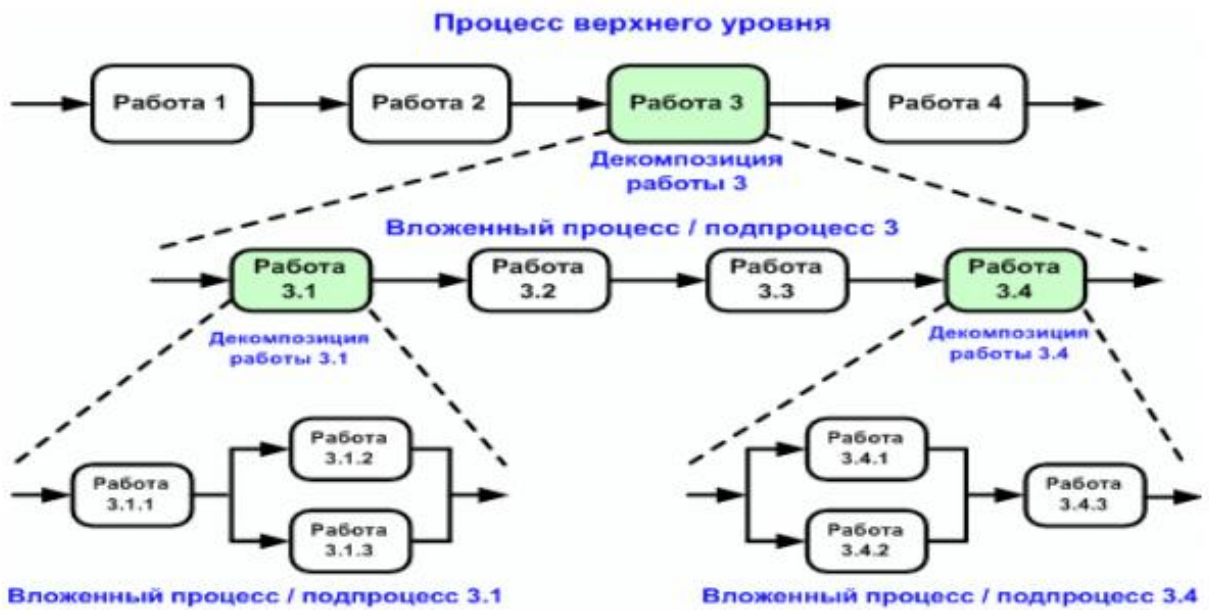 Процесс верхнего уровня
Работа 1
Работа 2
Работа 3
Работа 4
Декомпозиция
работы 3
Вложенный процесс / подпроцесс 3
Работа
3.1
Работа
3.2
Работа
3.3
Работа
3.4
Декомпозиция
работы 3.1
Декомпозиция
работы 3.4
Работа
3.1.1
Работа
3.1.2
Работа
3.1.3
Работа
3.4.1
Работа
3.4.2
Работа
3.4.3
Вложенный процесс / подпроцесс 3.1
Вложенный процесс / подпроцесс 3.4